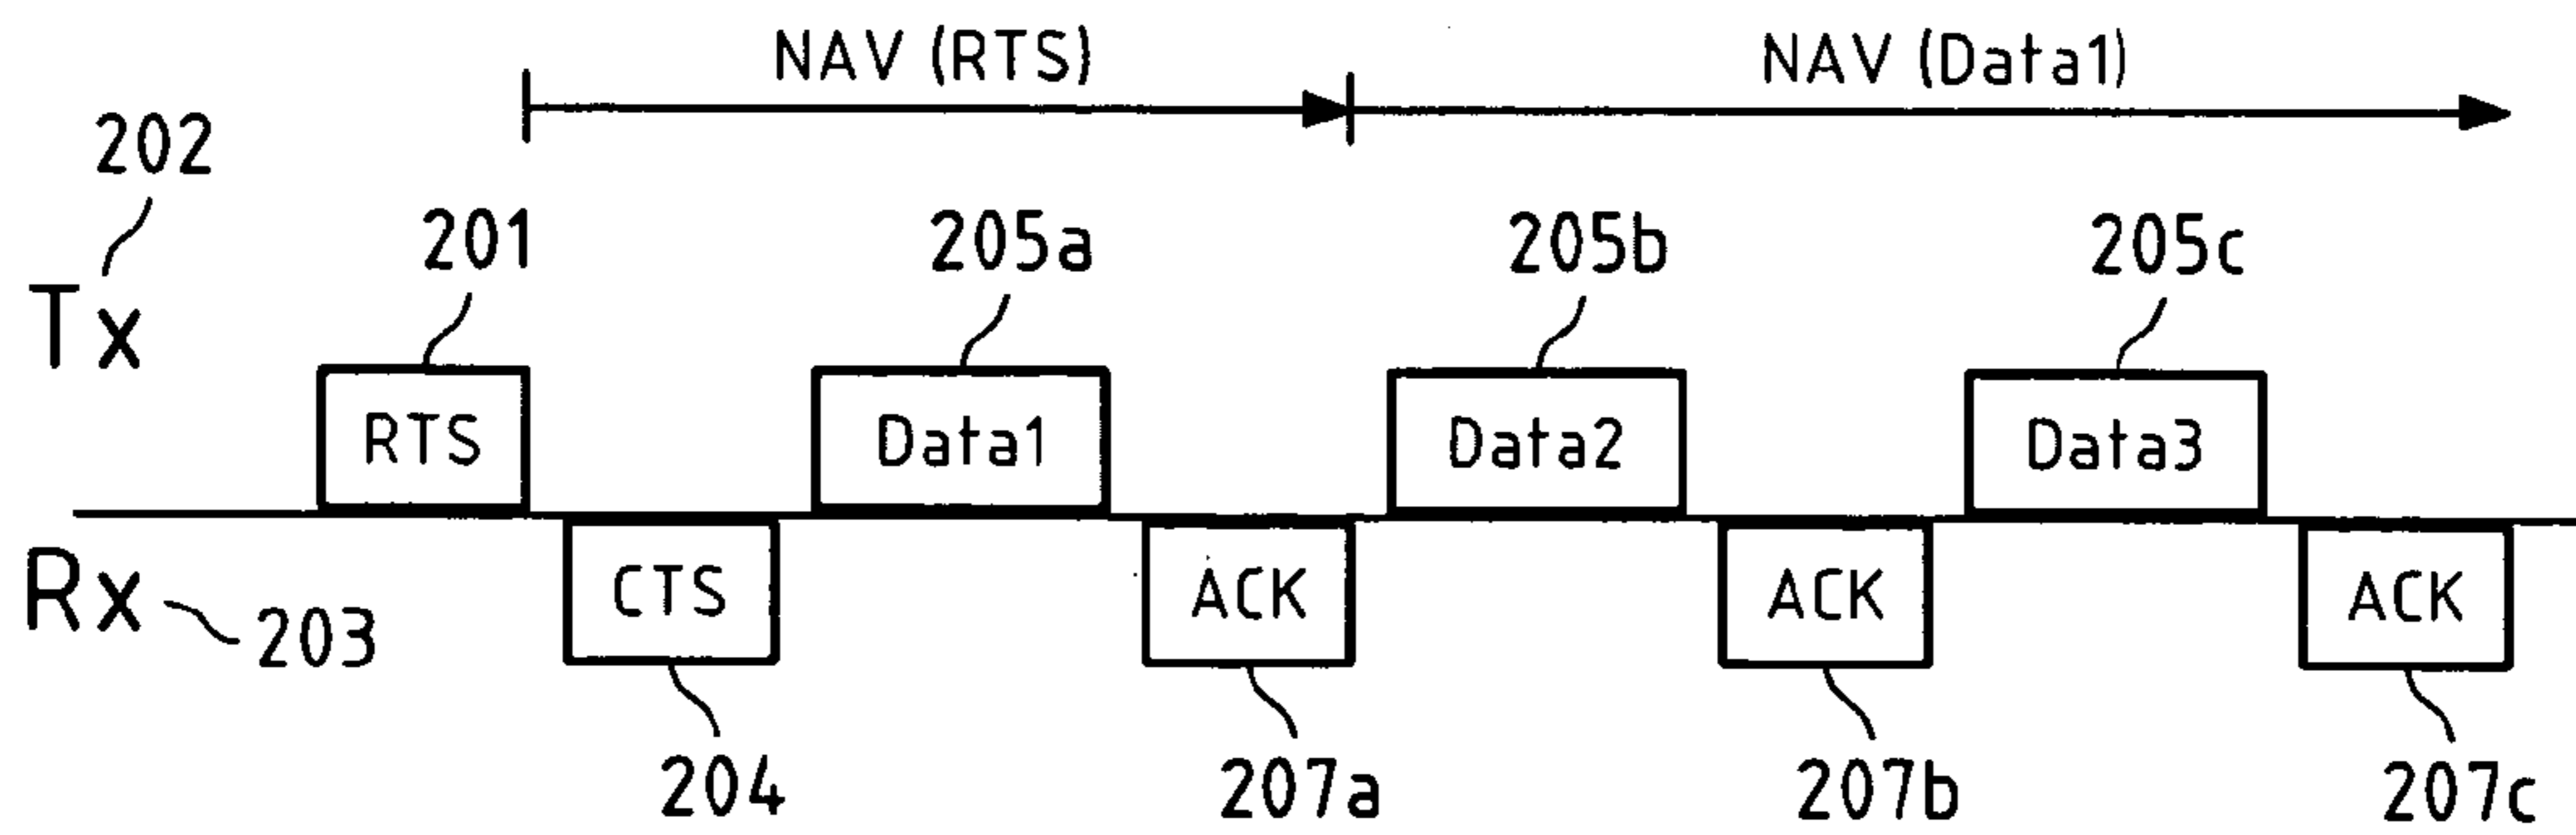 NAV (RTS) NAV (Data1)
202
201 205a 205b 205c
Tx
RTS Data1 Data2 Data3
Rx CTS ACK ACK ACK
203
204 207a 207b 207c